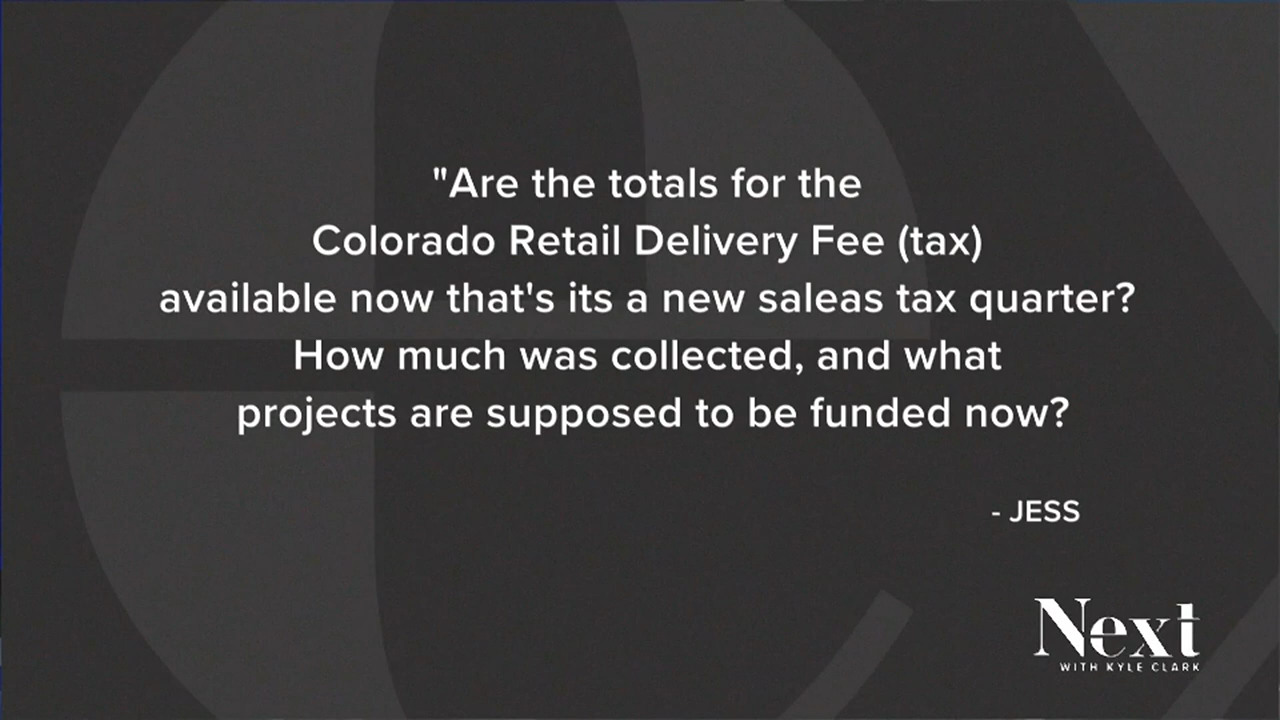 "Are the totals for the
Colorado Retail Delivery Fee (tax)
available now that's its a new saleas tax quarter?
How much was collected, and what
projects are supposed to be funded now?
- JESS
Next
WITH KYLE CLARK